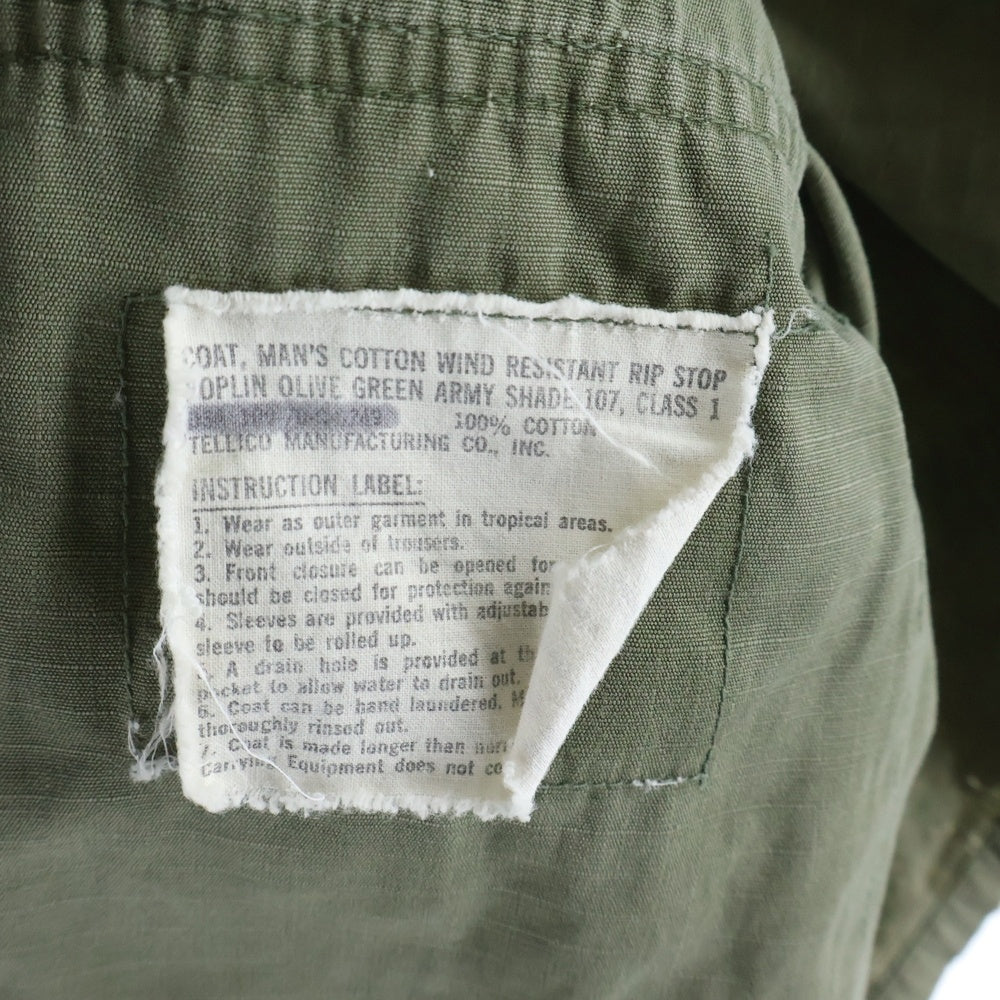 COAT, MAN'S COTTON WIND RESISTANT RIP STOP
POPLIN OLIVE GREEN ARMY SHADE 107, CLASS 1
100% COTTON
TELLICO MANUFACTURING CO., INC.
INSTRUCTION LABEL:
1. Wear as outer garment in tropical areas.
2. Wear outside of trousers.
3. Front closure can be opened for
should be closed for protection again
4. Sleeves are provided with adjustab
sleeve to be rolled up.
5. A drain hole is provided at th
pocket to allow water to drain out.
6. Coat can be hand laundered.
thoroughly rinsed out.
7. Coat is made longer than nor
Carrying Equipment does not co